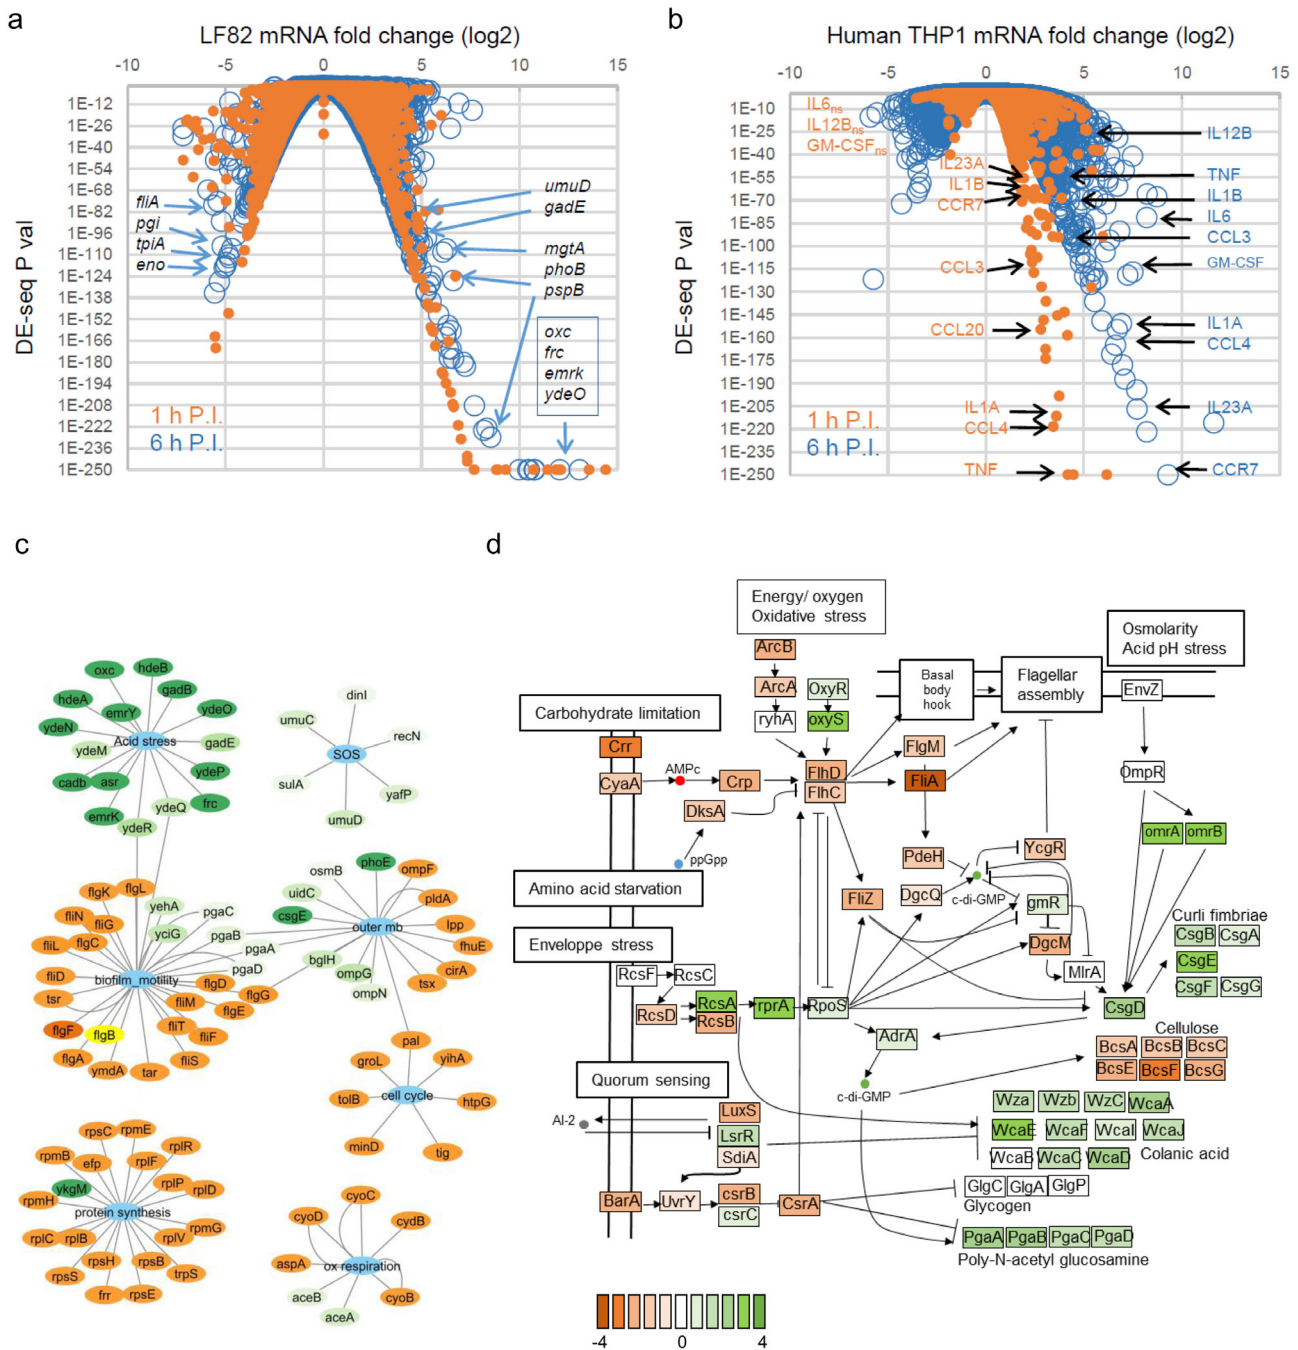 a
LF82 mRNA fold change (log2)
-10 -5 0 5 10 15
DE-seq P val
1E-12
1E-26
1E-40
1E-54
1E-68
1E-82
1E-96
1E-110
1E-124
1E-138
1E-152
1E-166
1E-180
1E-194
1E-208
1E-222
1E-236
1E-250
fliA
pgi
tpiA
eno
umuD
gadE
mgtA
phoB
pspB
oxc
frc
emrk
ydeO
1 h P.I.
6 h P.I.
b
Human THP1 mRNA fold change (log2)
-10 -5 0 5 10 15
DE-seq P val
1E-10
1E-25
1E-40
1E-55
1E-70
1E-85
1E-100
1E-115
1E-130
1E-145
1E-160
1E-175
1E-190
1E-205
1E-220
1E-235
1E-250
IL6ns
IL12Bns
GM-CSFns
IL23A
IL1B
CCR7
CCL3
CCL20
IL1A
CCL4
TNF
IL12B
TNF
IL1B
IL6
CCL3
GM-CSF
IL1A
CCL4
IL23A
CCR7
1 h P.I.
6 h P.I.
c
oxc
hdeB
hdeA
gadB
emrY
ydeO
ydeN
Acid stress
gadE
ydeM
ydeP
cadb
asr
ydeQ
frc
emrK
ydeR
dinI
umuC
recN
SOS
sulA
yafP
umuD
flgK
flgL
yehA
pgaC
fliN
fliG
yciG
pgaB
fliL
flgC
pgaA
fliD
biofilm_motility
pgaD
flgD
tsr
fliM
flgG
flgE
flgF
flgB
fliT
fliF
flgA
ymdA
tar
fliS
osmB
phoE
ompF
uidC
pldA
csgE
outer mb
lpp
fhuE
bglH
ompG
cirA
ompN
tsx
pal
groL
yihA
tolB
cell cycle
htpG
minD
tig
rpsC
rpmE
rplR
rpmB
efp
rplF
ykgM
rplP
rplD
rpmH
protein synthesis
rpmG
rplC
rplB
rplV
rpsH
rpsB
rpsS
trpS
frr
rpsE
cyoC
cyoD
cydB
aspA
ox respiration
aceB
cyoB
aceA
d
Energy/ oxygen
Oxidative stress
Osmolarity
Acid pH stress
ArcB
ArcA
OxyR
ryhA
oxyS
Basal
body
hook
Flagellar
assembly
EnvZ
Carbohydrate limitation
Crr
CyaA
AMPc
Crp
FlhD
FlhC
FlgM
FliA
OmpR
DksA
ppGpp
omrA
omrB
PdeH
YcgR
c-di-GMP
Amino acid starvation
FliZ
DgcQ
gmR
DgcM
MlrA
Curli fimbriae
CsgB
CsgA
CsgE
CsgF
CsgG
Enveloppe stress
RcsF
RcsC
RcsD
RcsA
RcsB
rprA
RpoS
CsgD
AdrA
Cellulose
BcsA
BcsB
BcsC
BcsE
BcsF
BcsG
Quorum sensing
c-di-GMP
AI-2
LuxS
LsrR
SdiA
Wza
Wzb
WzC
WcaA
WcaE
WcaF
WcaI
WcaJ
WcaB
WcaC
WcaD
Colanic acid
BarA
UvrY
csrB
csrC
CsrA
GlgC
GlgA
GlgP
Glycogen
PgaA
PgaB
PgaC
PgaD
Poly-N-acetyl glucosamine
-4 0 4